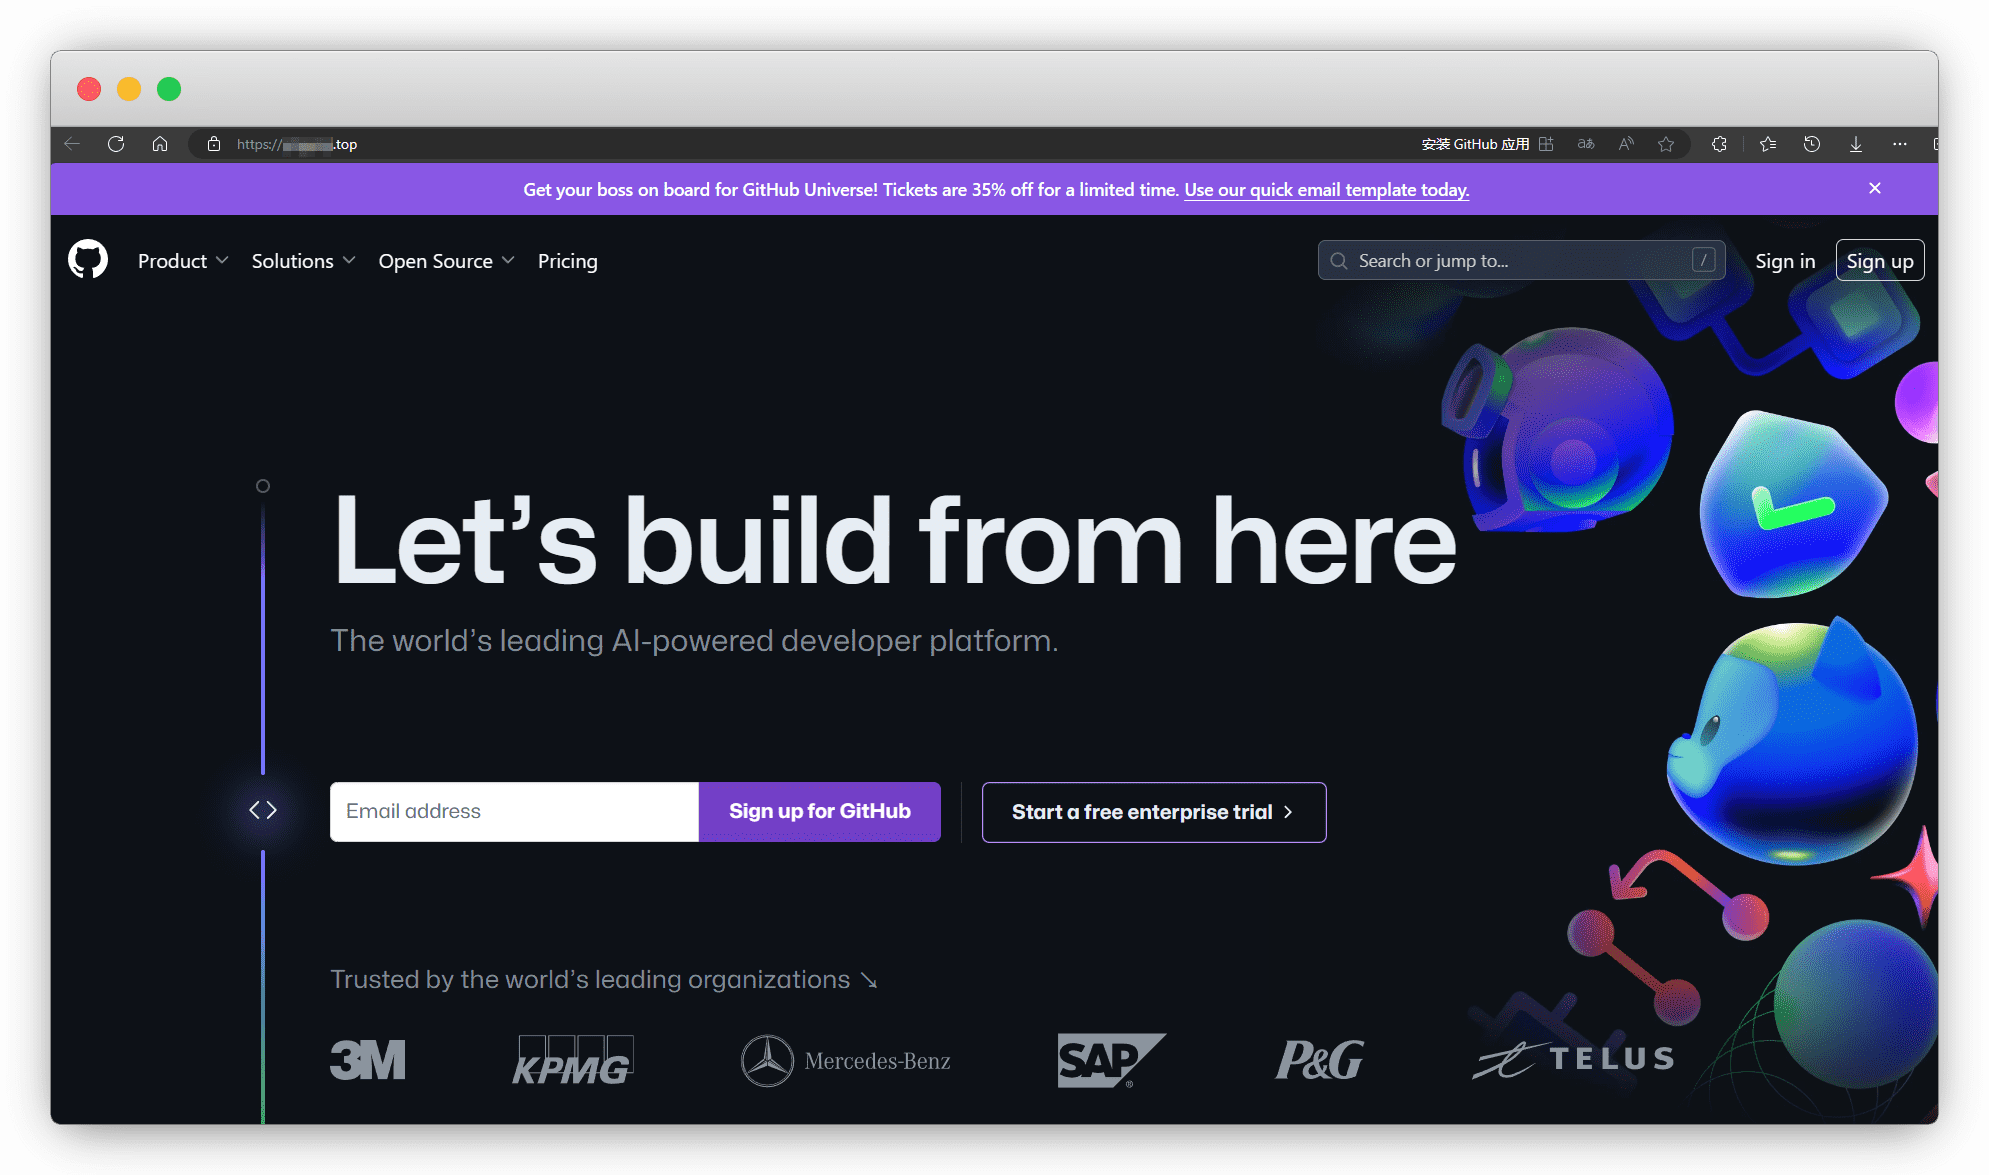 https:// .top
安装 GitHub 应用
Get your boss on board for GitHub Universe! Tickets are 35% off for a limited time. Use our quick email template today.
Product Solutions Open Source Pricing
Search or jump to... /
Sign in
Sign up
Let’s build from here
The world’s leading AI-powered developer platform.
Email address
Sign up for GitHub
Start a free enterprise trial
Trusted by the world’s leading organizations
3M KPMG Mercedes-Benz SAP P&G TELUS